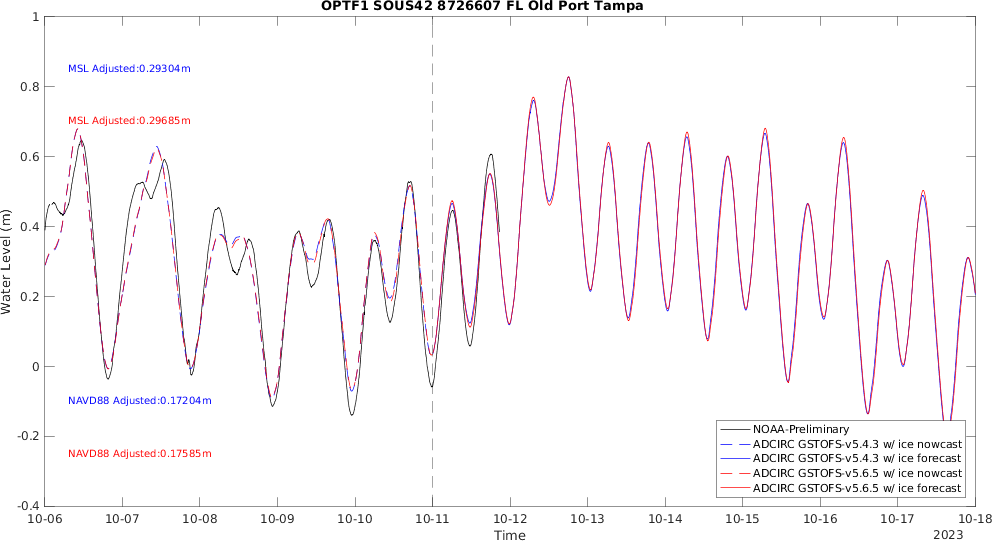 OPTF1 SOUS42 8726607 FL Old Port Tampa
1
0.8
0.6
0.4
0.2
0
-0.2
-0.4
Water Level (m)
MSL Adjusted:0.29304m
MSL Adjusted:0.29685m
NAVD88 Adjusted:0.17204m
NAVD88 Adjusted:0.17585m
NOAA-Preliminary
ADCIRC GSTOFS-v5.4.3 w/ ice nowcast
ADCIRC GSTOFS-v5.4.3 w/ ice forecast
ADCIRC GSTOFS-v5.6.5 w/ ice nowcast
ADCIRC GSTOFS-v5.6.5 w/ ice forecast
10-06 10-07 10-08 10-09 10-10 10-11 10-12 10-13 10-14 10-15 10-16 10-17 10-18
Time
2023